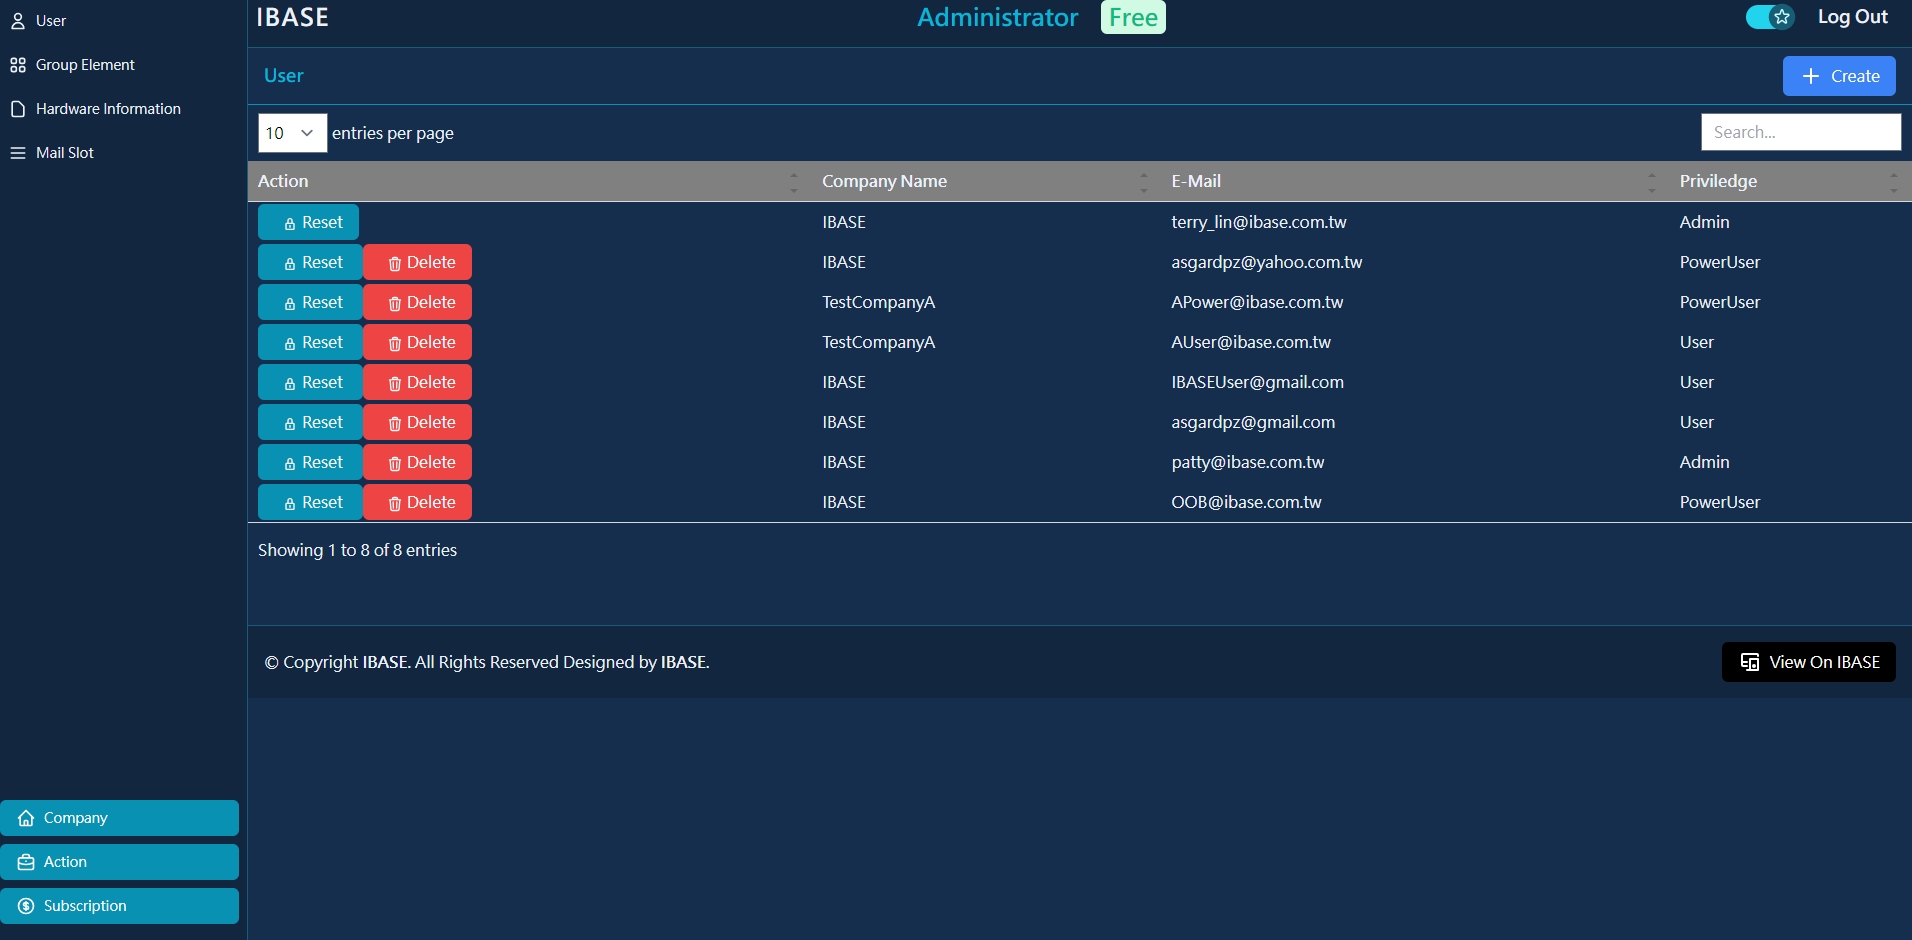 User
Group Element
Hardware Information
Mail Slot
Company
Action
Subscription
IBASE
Administrator Free
Log Out
User
Create
10 entries per page
Search...
Action Company Name E-Mail Priviledge
Reset IBASE terry_lin@ibase.com.tw Admin
Reset Delete IBASE asgardpz@yahoo.com.tw PowerUser
Reset Delete TestCompanyA APower@ibase.com.tw PowerUser
Reset Delete TestCompanyA AUser@ibase.com.tw User
Reset Delete IBASE IBASEUser@gmail.com User
Reset Delete IBASE asgardpz@gmail.com User
Reset Delete IBASE patty@ibase.com.tw Admin
Reset Delete IBASE OOB@ibase.com.tw PowerUser
Showing 1 to 8 of 8 entries
© Copyright IBASE. All Rights Reserved Designed by IBASE.
View On IBASE